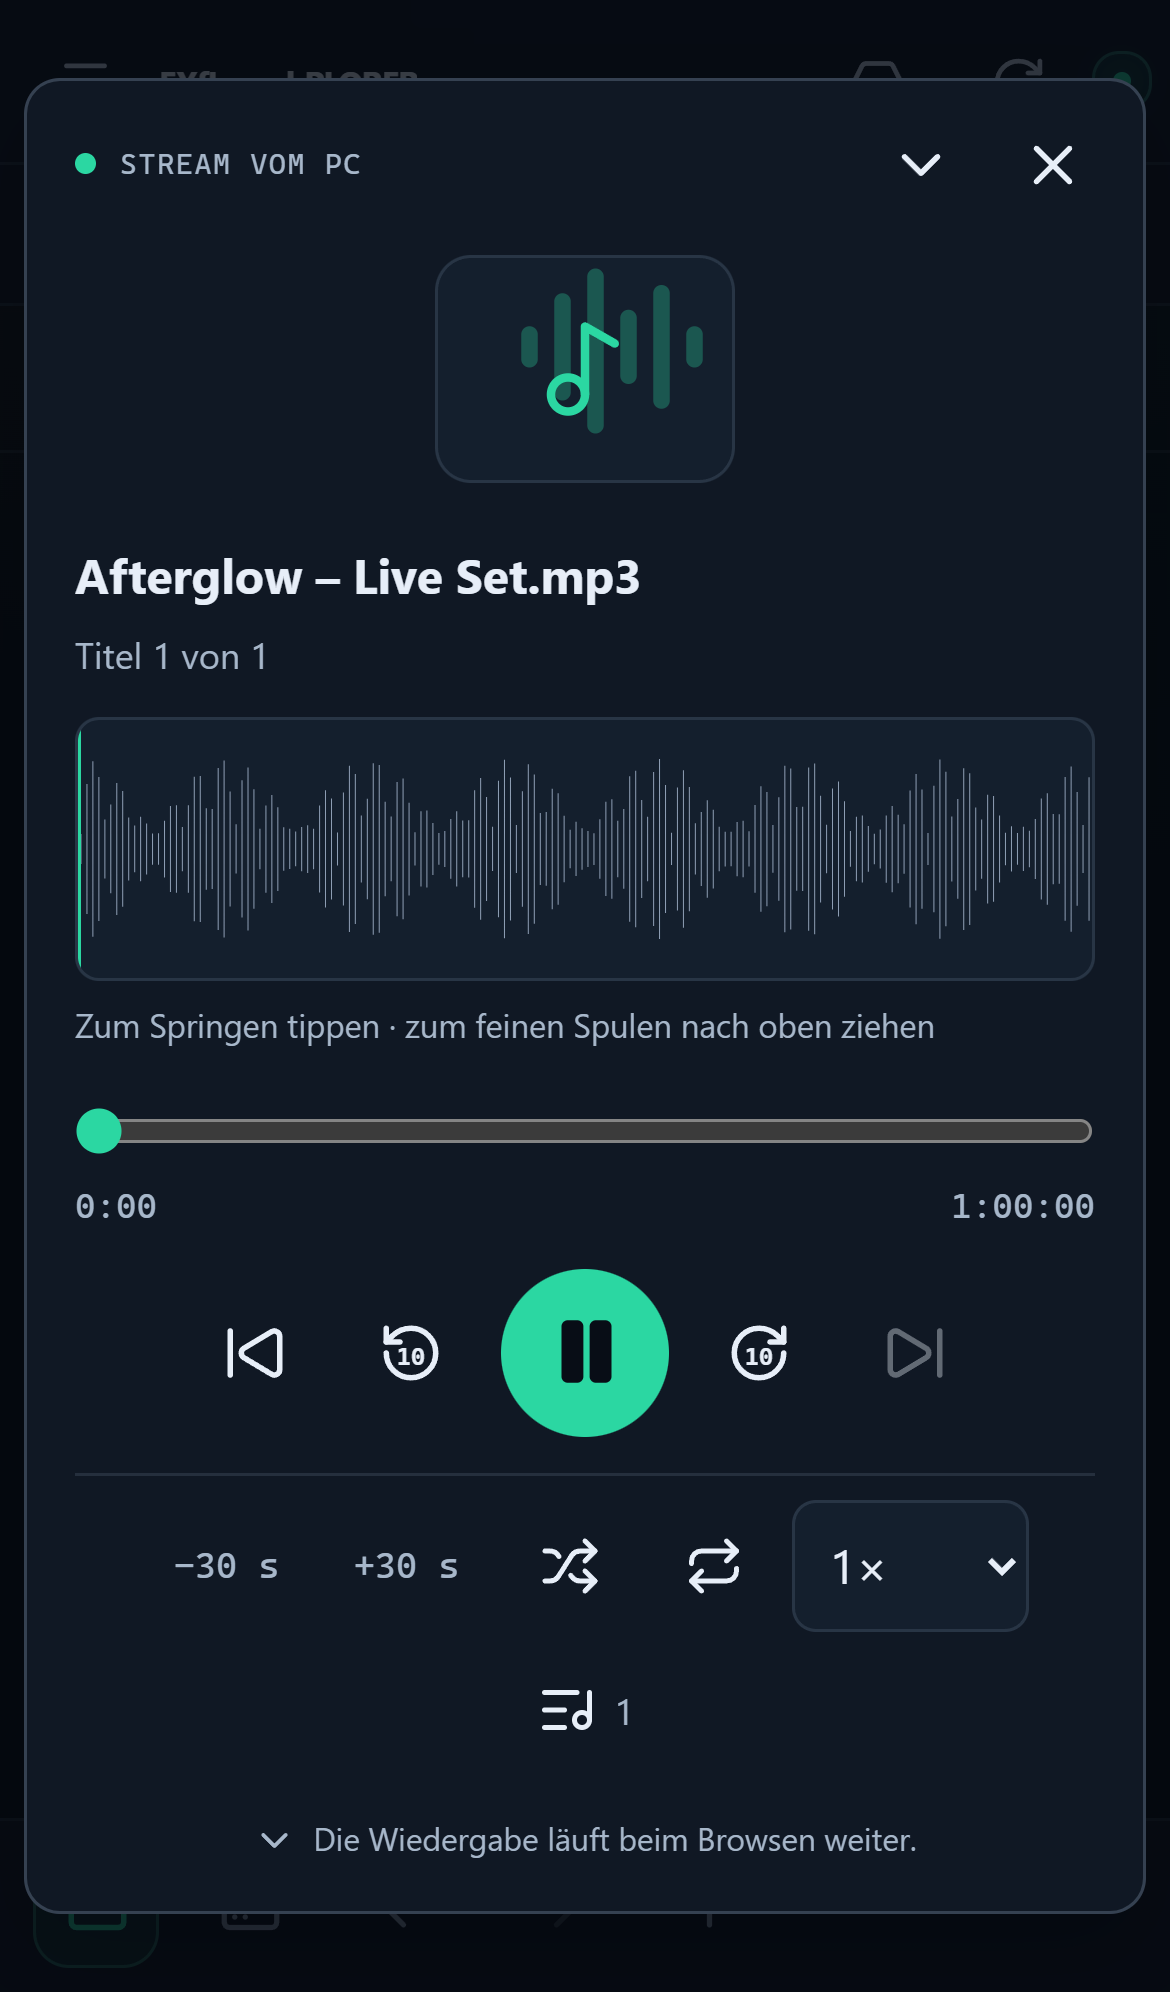 STREAM VOM PC
Afterglow – Live Set.mp3
Titel 1 von 1
Zum Springen tippen · zum feinen Spulen nach oben ziehen
0:00
1:00:00
10
10
−30 s
+30 s
1×
1
Die Wiedergabe läuft beim Browsen weiter.